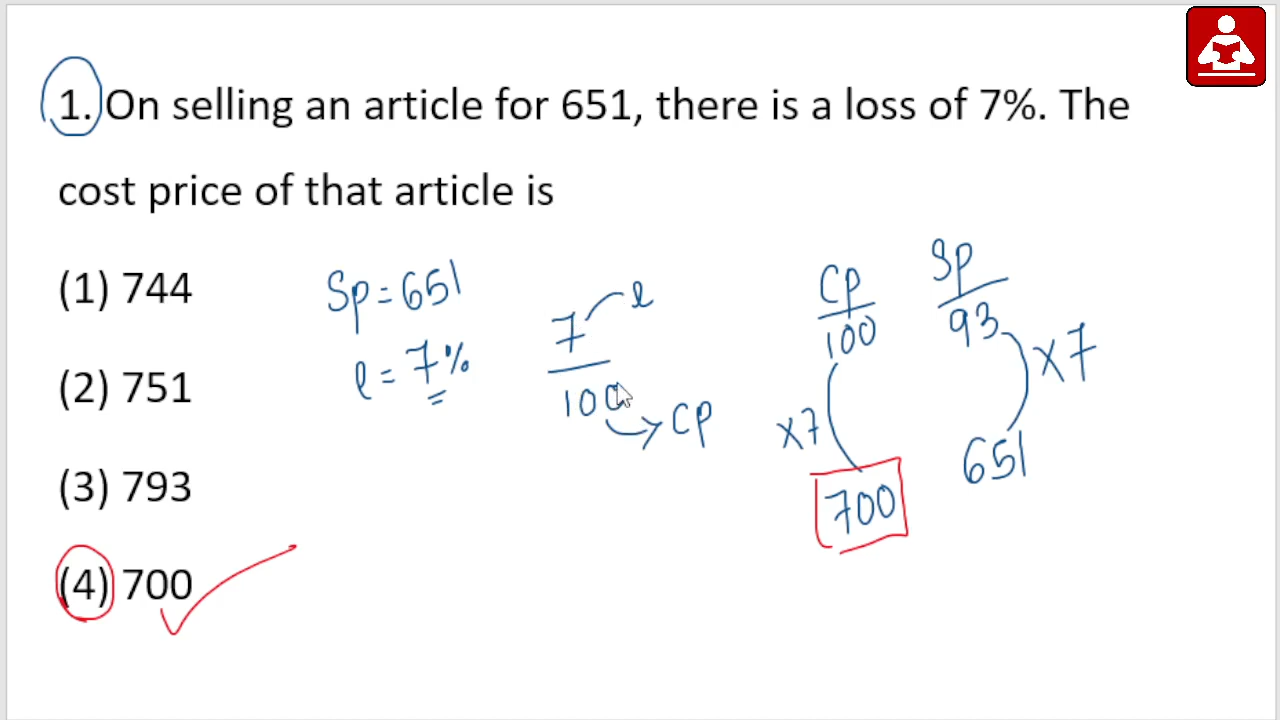 1. On selling an article for 651, there is a loss of 7%. The
cost price of that article is
(1) 744
(2) 751
(3) 793
(4) 700
Sp = 651
l = 7%
7 l
100 CP
CP SP
100 93
x7 x7
700 651